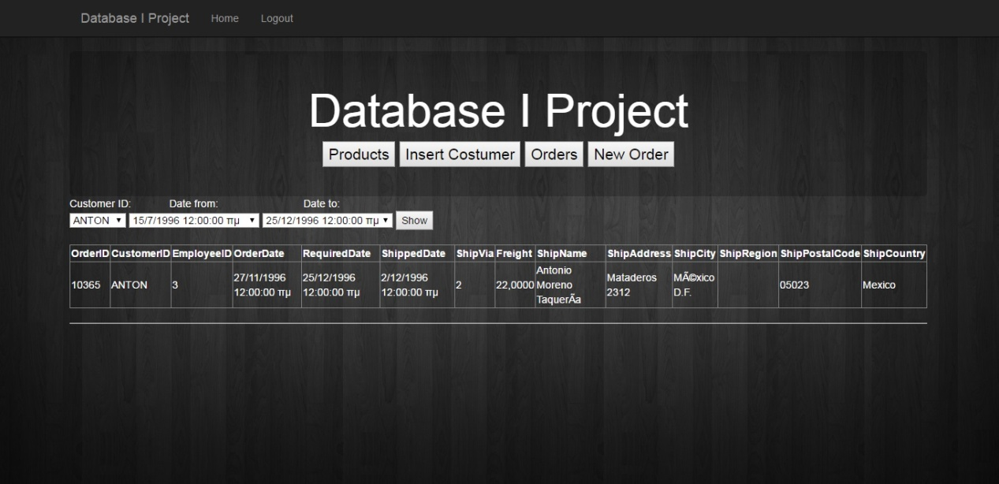 Database I Project Home Logout
Database I Project
Products Insert Costumer Orders New Order
Customer ID: Date from: Date to:
ANTON 15/7/1996 12:00:00 πμ 25/12/1996 12:00:00 πμ Show
OrderID CustomerID EmployeeID OrderDate RequiredDate ShippedDate ShipVia Freight ShipName ShipAddress ShipCity ShipRegion ShipPostalCode ShipCountry
10365 ANTON 3 27/11/1996 12:00:00 πμ 25/12/1996 12:00:00 πμ 2/12/1996 12:00:00 πμ 2 22,0000 Antonio Moreno TaquerÃa Mataderos 2312 MÃ©xico D.F. 05023 Mexico